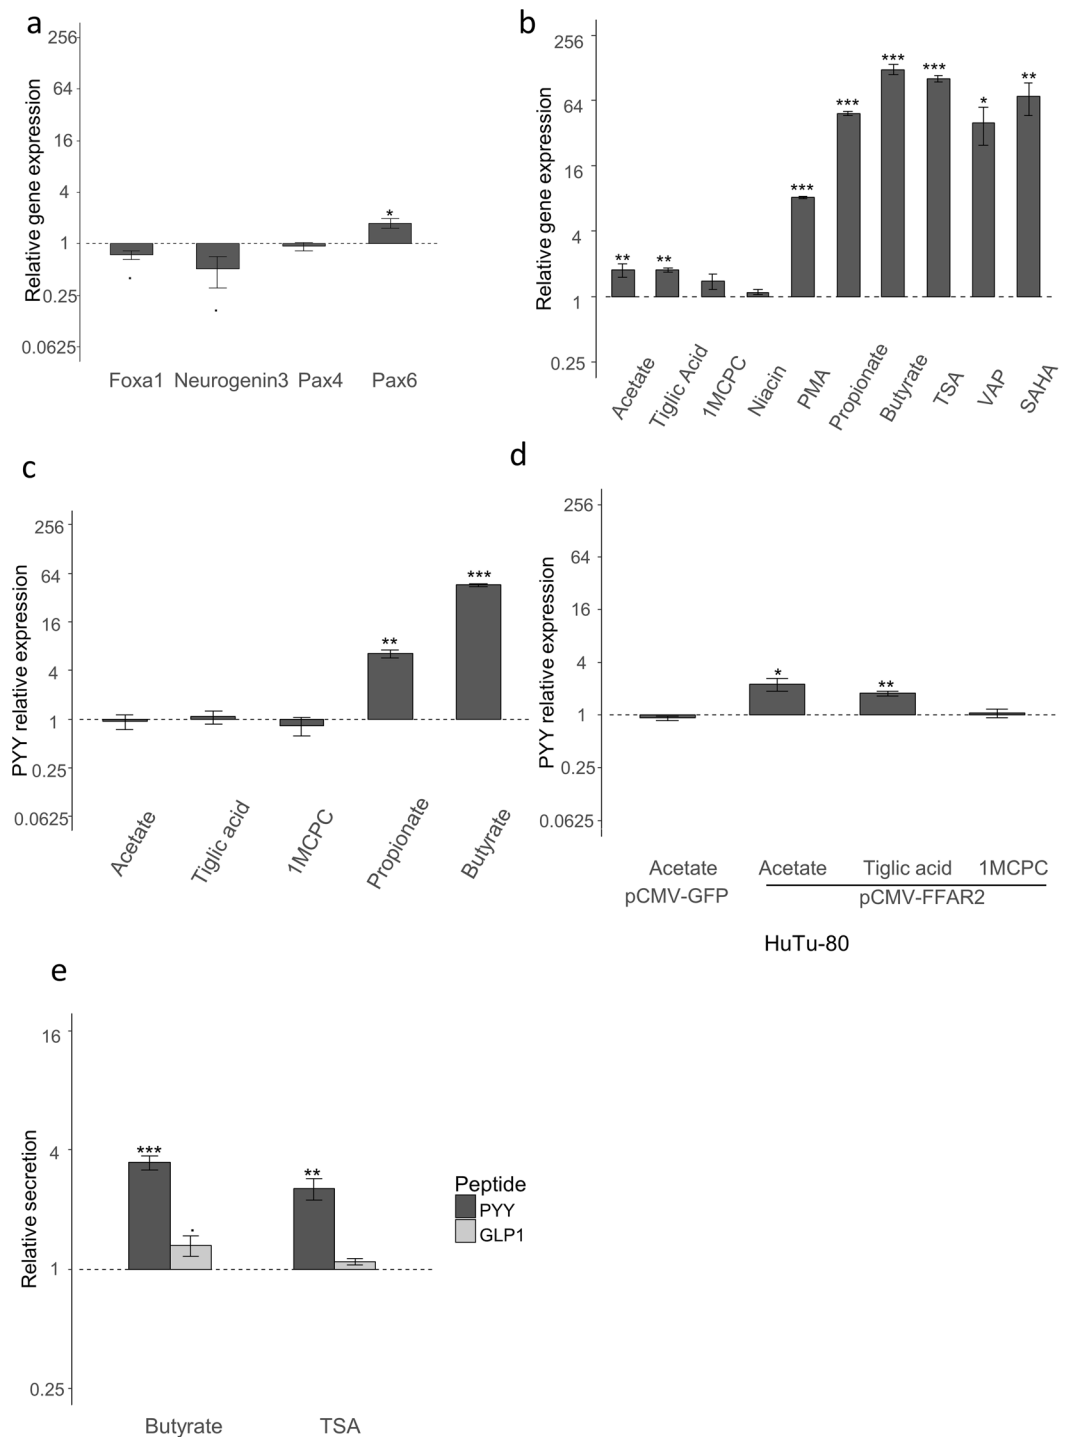 a
256
64
16
4
1
0.25
0.0625
Relative gene expression
*
.
.
Foxa1 Neurogenin3 Pax4 Pax6
b
256
64
16
4
1
0.25
Relative gene expression
** ** *** *** *** *** * **
Acetate Tiglic Acid 1MCPC Niacin PMA Propionate Butyrate TSA VAP SAHA
c
256
64
16
4
1
0.25
0.0625
PYY relative expression
** ***
Acetate Tiglic acid 1MCPC Propionate Butyrate
d
256
64
16
4
1
0.25
0.0625
PYY relative expression
* **
Acetate Acetate Tiglic acid 1MCPC
pCMV-GFP pCMV-FFAR2
HuTu-80
e
16
4
1
0.25
Relative secretion
*** . **
Peptide
PYY
GLP1
Butyrate TSA